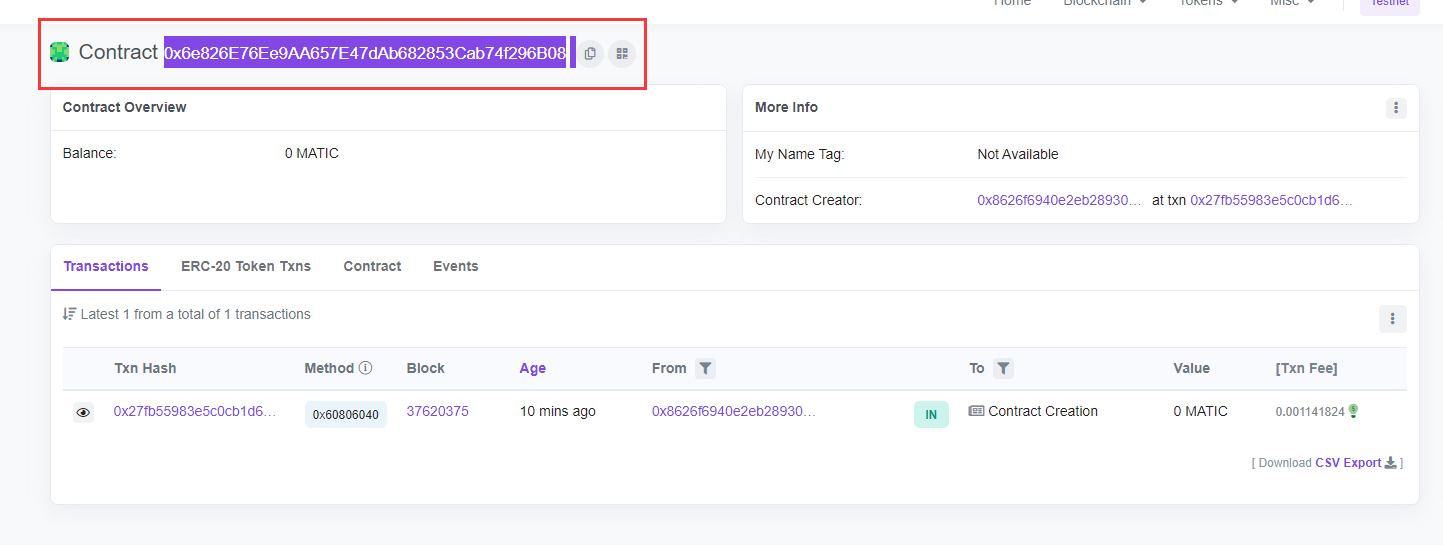 Home Blockchain Tokens Misc Testnet
Contract 0x6e826E76Ee9AA657E47dAb682853Cab74f296B08
Contract Overview
Balance: 0 MATIC
More Info
My Name Tag: Not Available
Contract Creator: 0x8626f6940e2eb28930... at txn 0x27fb55983e5c0cb1d6...
Transactions ERC-20 Token Txns Contract Events
Latest 1 from a total of 1 transactions
Txn Hash Method Block Age From To Value [Txn Fee]
0x27fb55983e5c0cb1d6... 0x60806040 37620375 10 mins ago 0x8626f6940e2eb28930... IN Contract Creation 0 MATIC 0.001141824
[ Download CSV Export ]